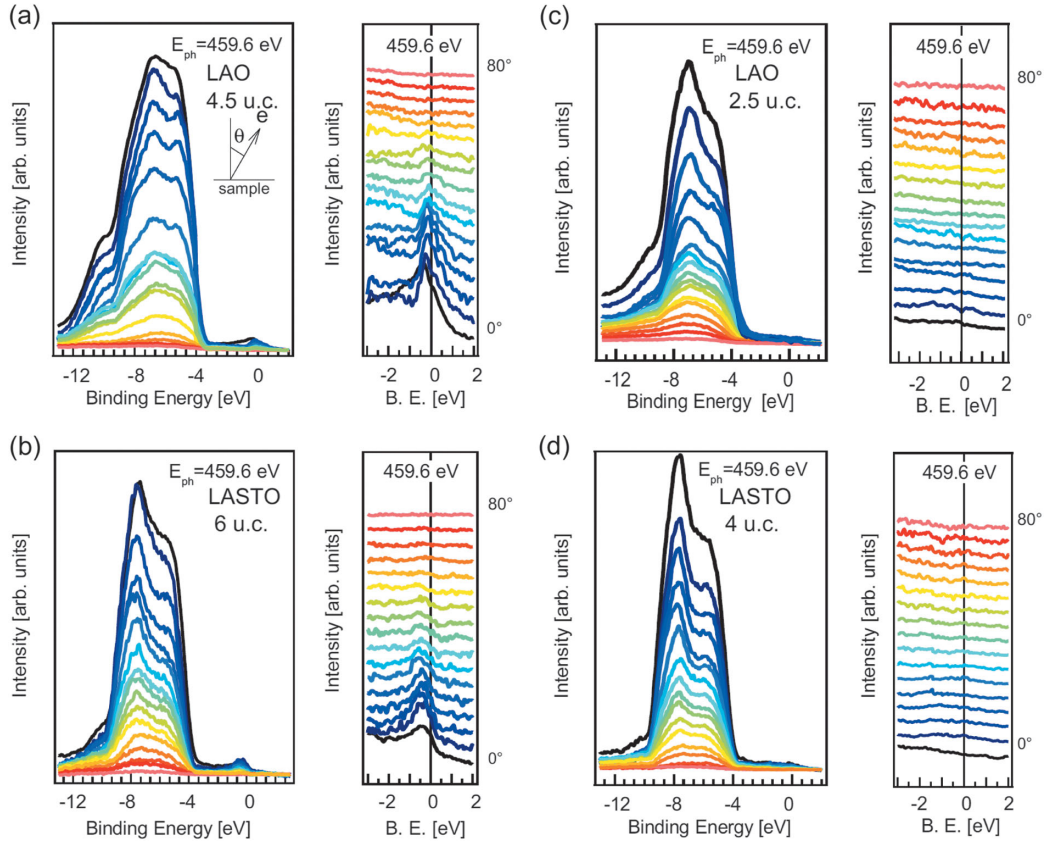 (a)
E_ph=459.6 eV
LAO
4.5 u.c.
θ
e
sample
Intensity [arb. units]
-12 -8 -4 0
Binding Energy [eV]
459.6 eV
80°
0°
Intensity [arb. units]
-2 0 2
B. E. [eV]
(c)
E_ph=459.6 eV
LAO
2.5 u.c.
Intensity [arb. units]
-12 -8 -4 0
Binding Energy [eV]
459.6 eV
80°
0°
Intensity [arb. units]
-2 0 2
B. E. [eV]
(b)
E_ph=459.6 eV
LASTO
6 u.c.
Intensity [arb. units]
-12 -8 -4 0
Binding Energy [eV]
459.6 eV
80°
0°
Intensity [arb. units]
-2 0 2
B. E. [eV]
(d)
E_ph=459.6 eV
LASTO
4 u.c.
Intensity [arb. units]
-12 -8 -4 0
Binding Energy [eV]
459.6 eV
80°
0°
Intensity [arb. units]
-2 0 2
B. E. [eV]